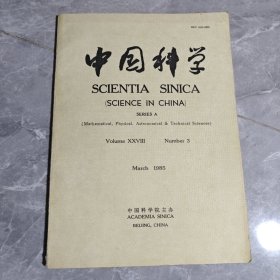 中国科学
SCIENTIA SINICA
(SCIENCE IN CHINA)
SERIES A
(Mathematical, Physical, Astronomical & Technical Sciences)
Volume XXVIII Number 3
March 1985
中国科学院主办
ACADEMIA SINICA
BEIJING, CHINA